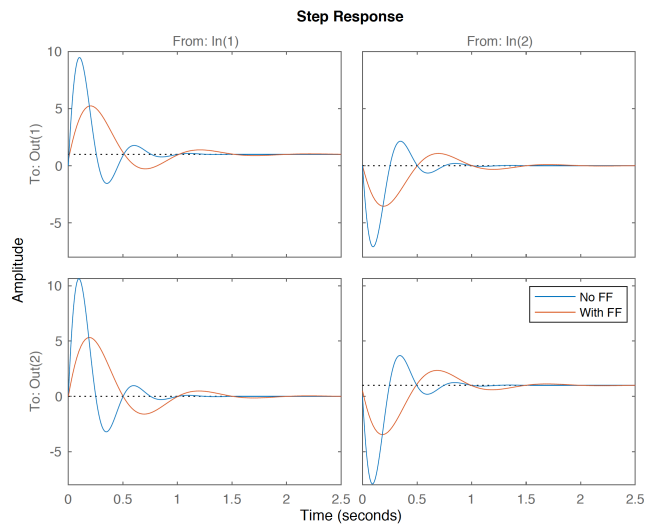 Step Response
From: In(1)
From: In(2)
10
5
0
-5
To: Out(1)
Amplitude
10
5
0
-5
To: Out(2)
No FF
With FF
0 0.5 1 1.5 2 2.5
0 0.5 1 1.5 2 2.5
Time (seconds)